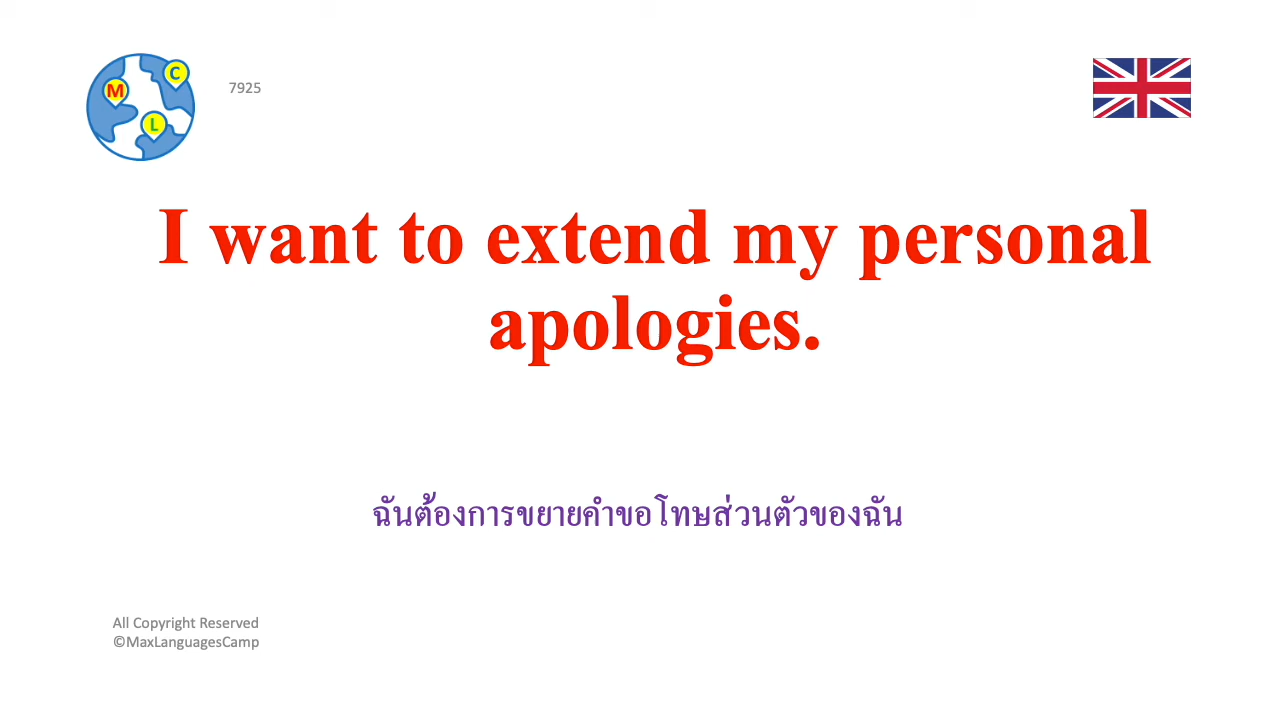 M
C
L
7925
I want to extend my personal
apologies.
ฉันต้องการขยายคำขอโทษส่วนตัวของฉัน
All Copyright Reserved
©MaxLanguagesCamp